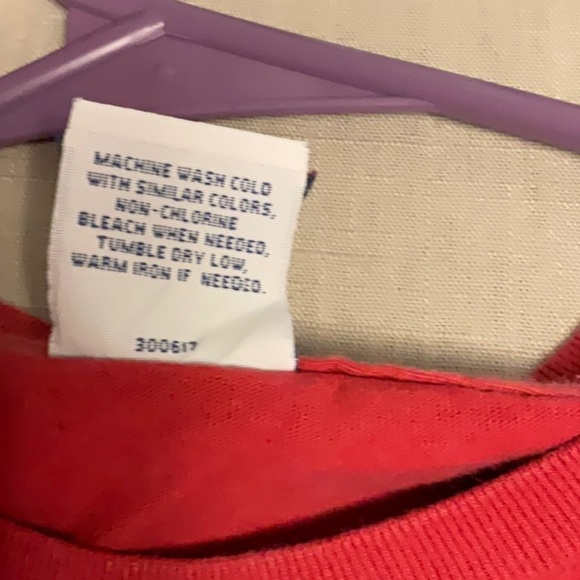 MACHINE WASH COLD
WITH SIMILAR COLORS,
NON-CHLORINE
BLEACH WHEN NEEDED,
TUMBLE DRY LOW,
WARM IRON IF NEEDED.
300617